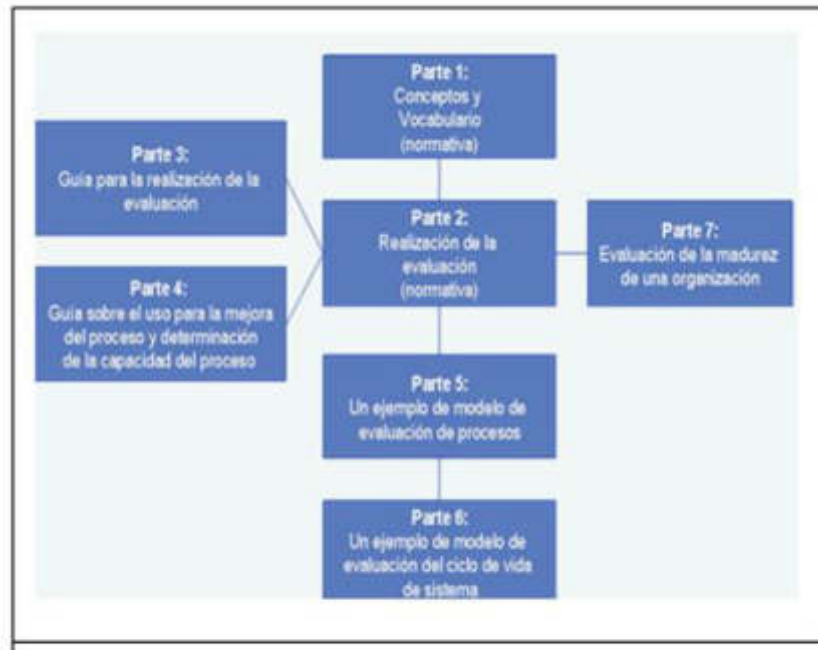 Parte 1:
Conceptos y
Vocabulario
(normativa)
Parte 3:
Guía para la realización de la
evaluación
Parte 2:
Realización de la
evaluación
(normativa)
Parte 7:
Evaluación de la madurez
de una organización
Parte 4:
Guía sobre el uso para la mejora
del proceso y determinación
de la capacidad del proceso
Parte 5:
Un ejemplo de modelo de
evaluación de procesos
Parte 6:
Un ejemplo de modelo de
evaluación del ciclo de vida
de sistema